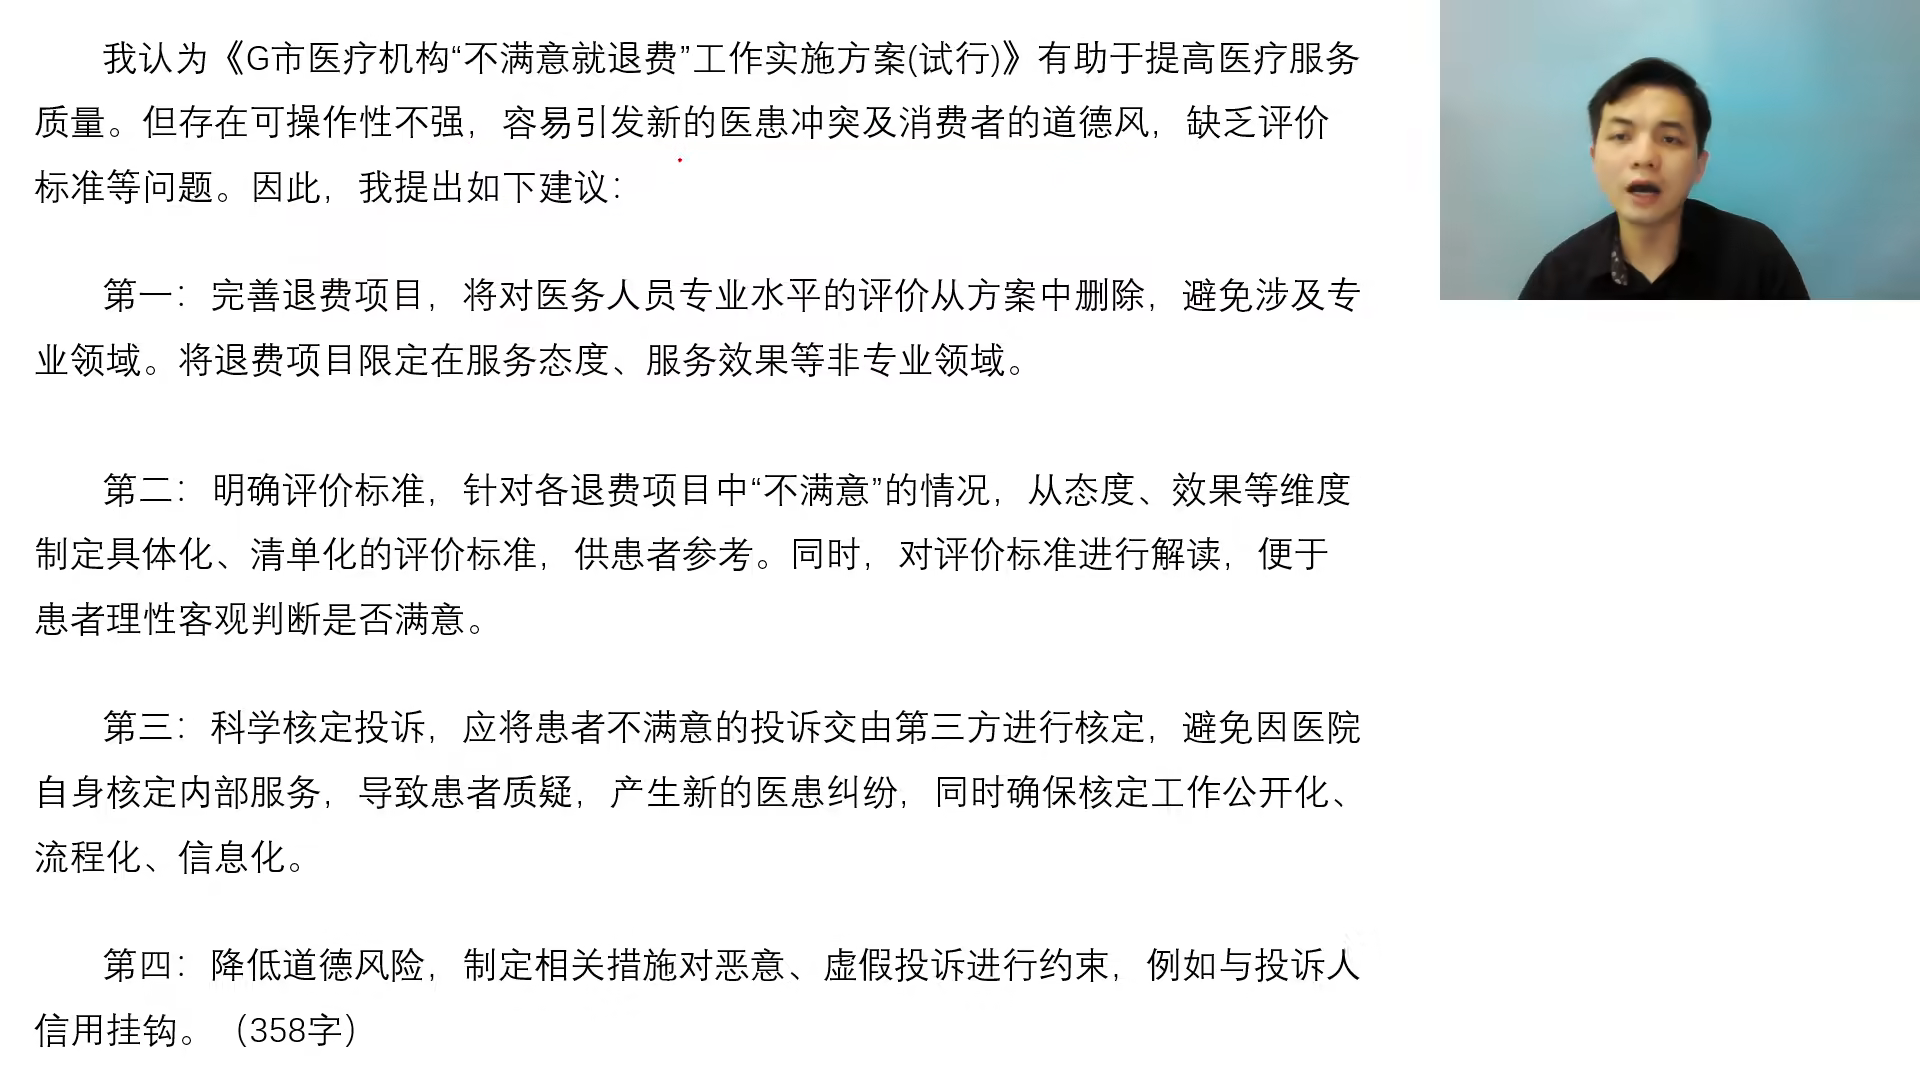 我认为《G市医疗机构“不满意就退费”工作实施方案(试行)》有助于提高医疗服务
质量。但存在可操作性不强，容易引发新的医患冲突及消费者的道德风，缺乏评价
标准等问题。因此，我提出如下建议：
第一：完善退费项目，将对医务人员专业水平的评价从方案中删除，避免涉及专
业领域。将退费项目限定在服务态度、服务效果等非专业领域。
第二：明确评价标准，针对各退费项目中“不满意”的情况，从态度、效果等维度
制定具体化、清单化的评价标准，供患者参考。同时，对评价标准进行解读，便于
患者理性客观判断是否满意。
第三：科学核定投诉，应将患者不满意的投诉交由第三方进行核定，避免因医院
自身核定内部服务，导致患者质疑，产生新的医患纠纷，同时确保核定工作公开化、
流程化、信息化。
第四：降低道德风险，制定相关措施对恶意、虚假投诉进行约束，例如与投诉人
信用挂钩。（358字）